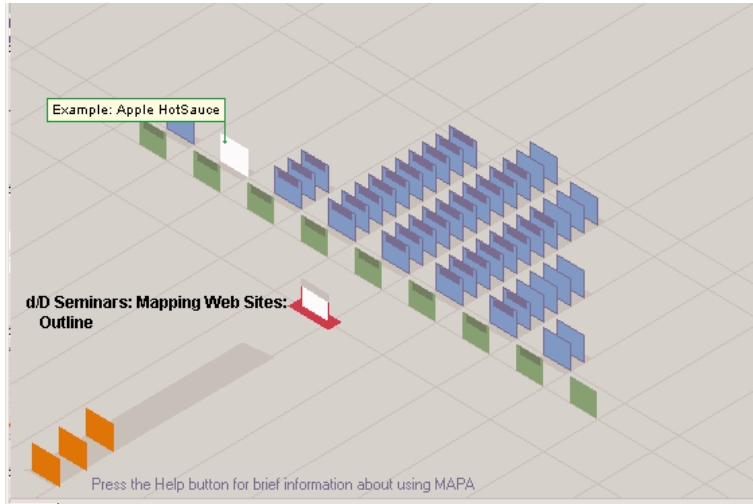 Example: Apple HotSauce
d/D Seminars: Mapping Web Sites:
Outline
Press the Help button for brief information about using MAPA